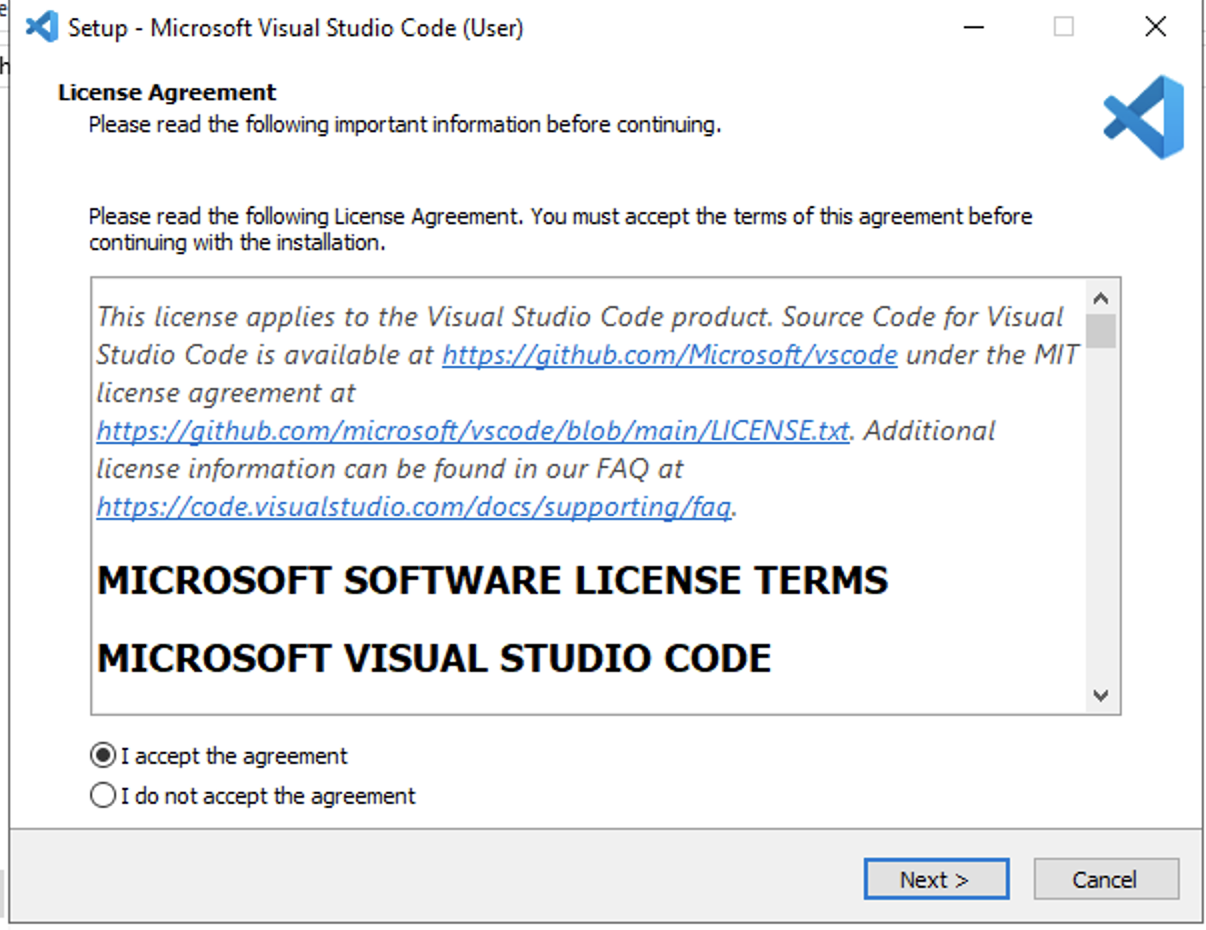 Setup - Microsoft Visual Studio Code (User)
License Agreement
Please read the following important information before continuing.
Please read the following License Agreement. You must accept the terms of this agreement before
continuing with the installation.
This license applies to the Visual Studio Code product. Source Code for Visual
Studio Code is available at https://github.com/Microsoft/vscode under the MIT
license agreement at
https://github.com/microsoft/vscode/blob/main/LICENSE.txt. Additional
license information can be found in our FAQ at
https://code.visualstudio.com/docs/supporting/faq.
MICROSOFT SOFTWARE LICENSE TERMS
MICROSOFT VISUAL STUDIO CODE
I accept the agreement
I do not accept the agreement
Next >
Cancel